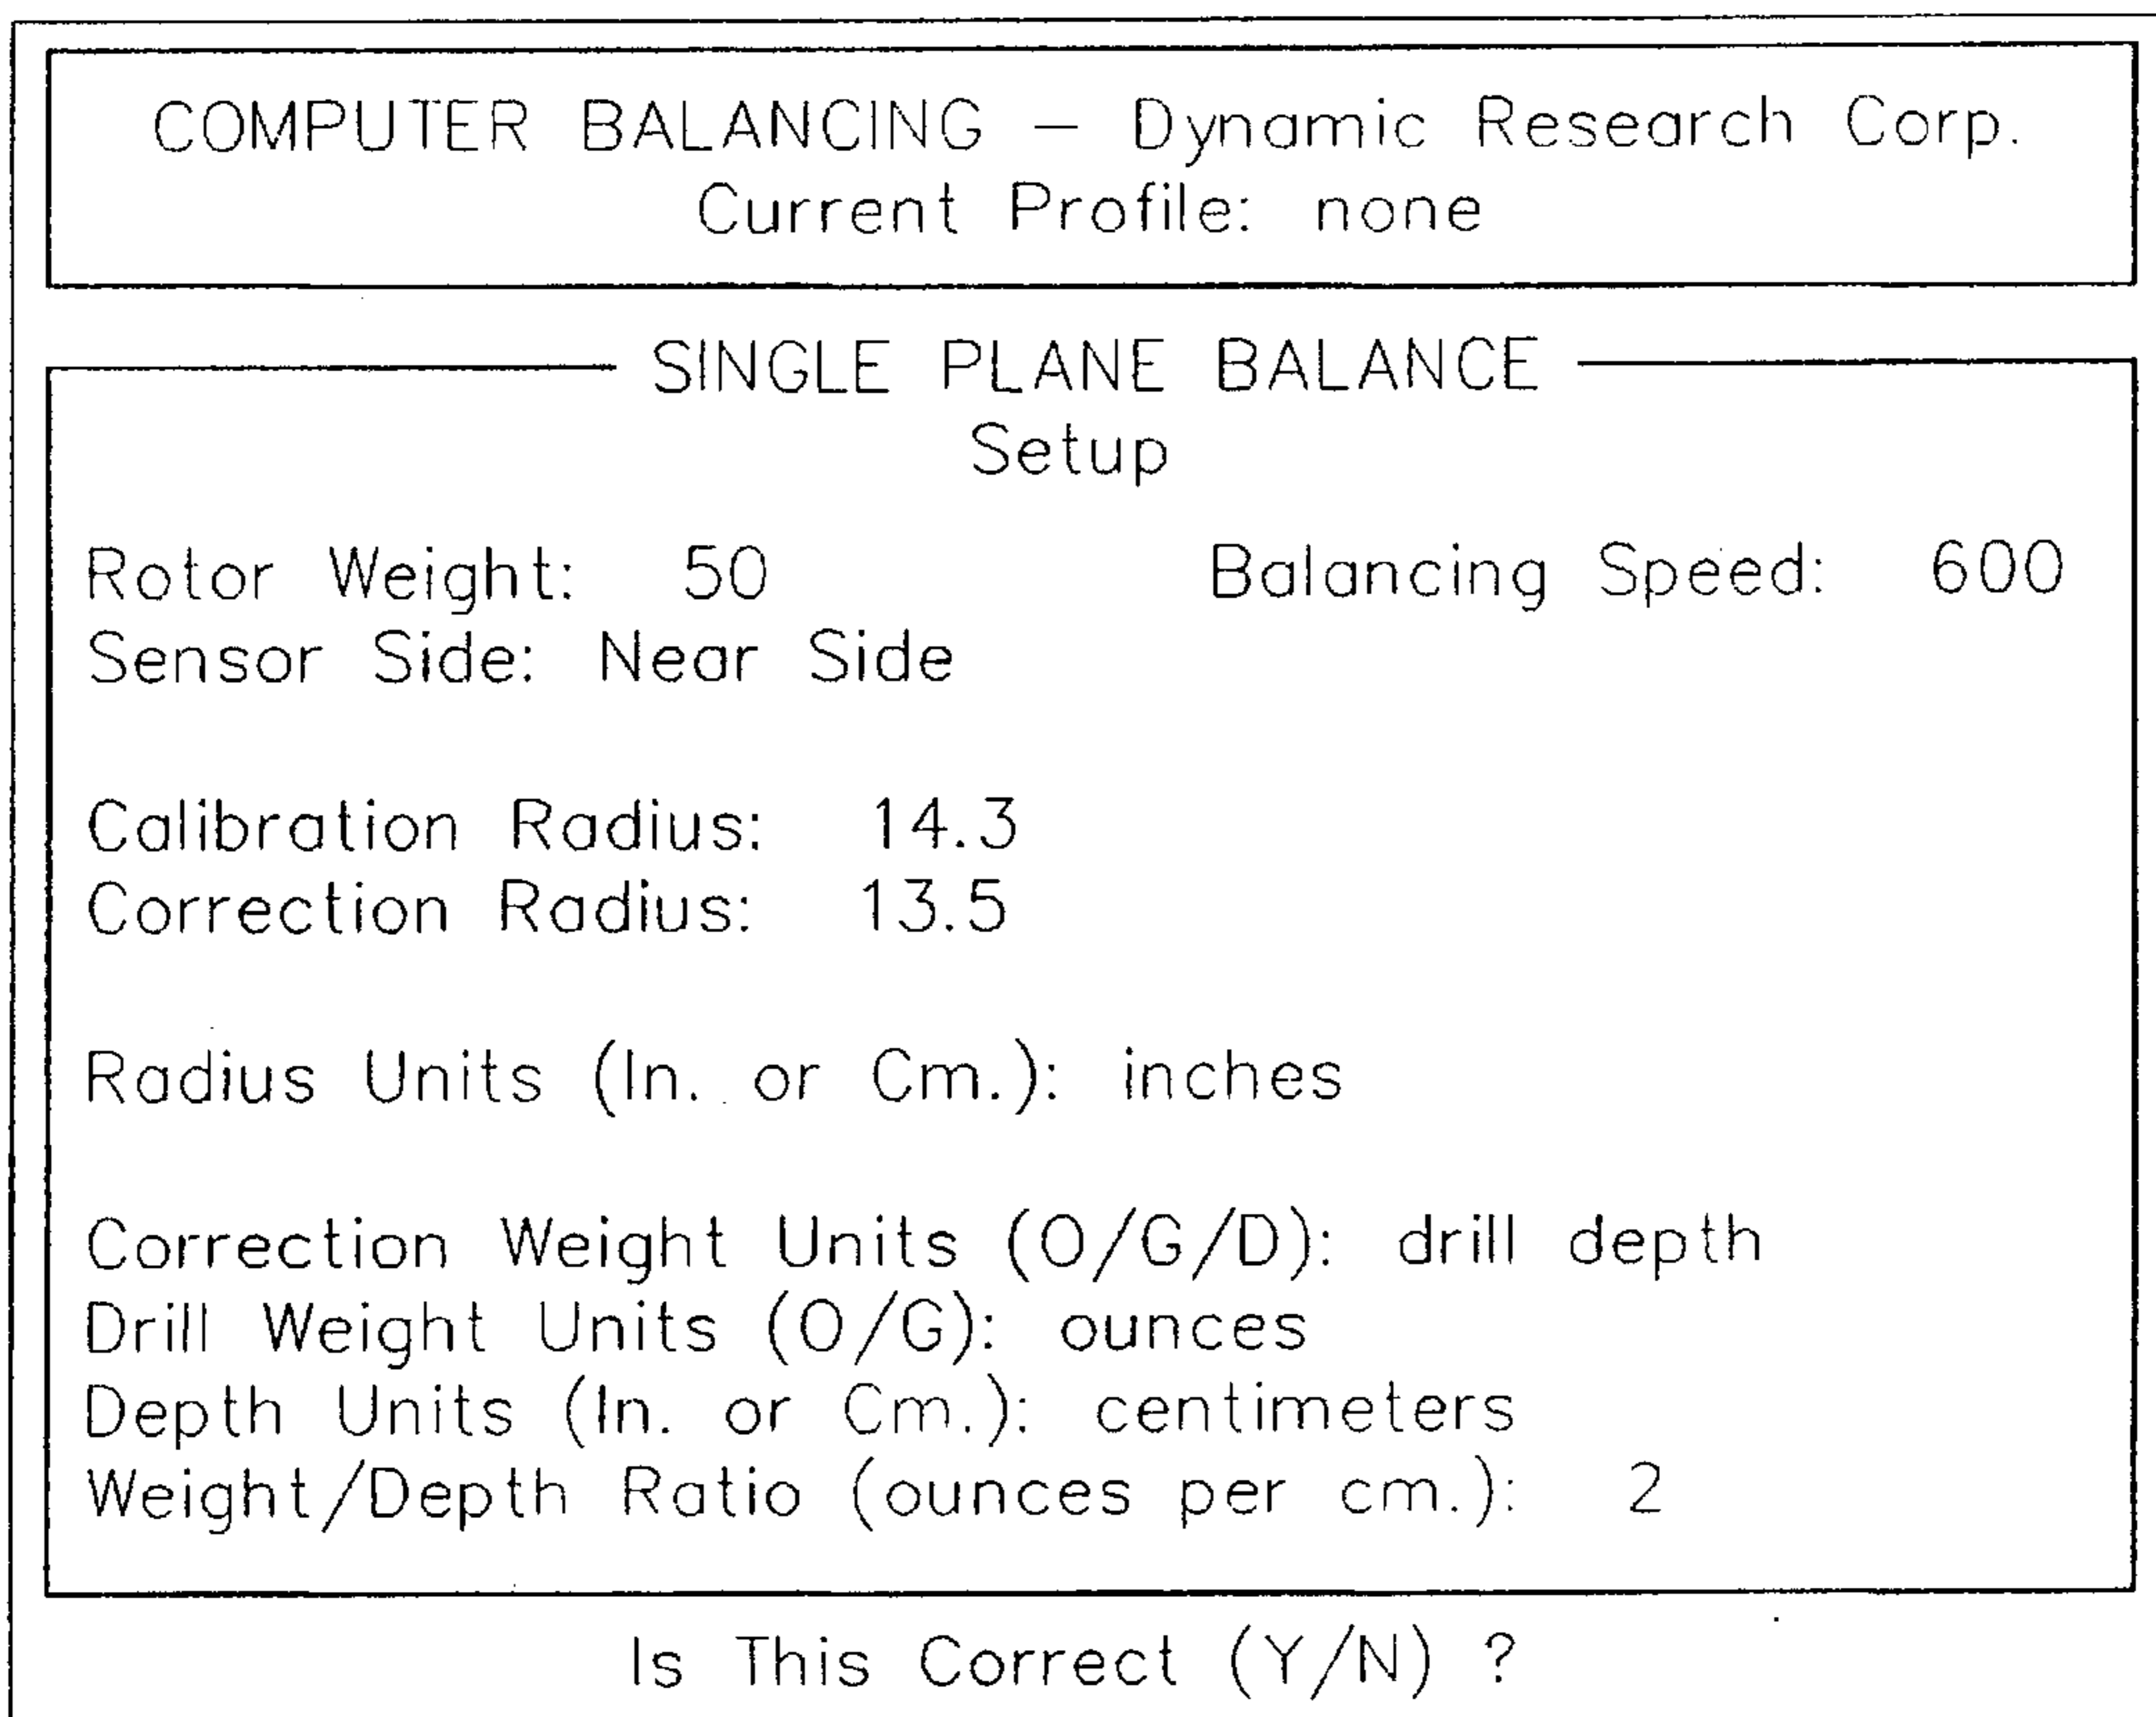 COMPUTER BALANCING — Dynamic Research Corp.
Current Profile: none
SINGLE PLANE BALANCE
Setup
Rotor Weight: 50 Balancing Speed: 600
Sensor Side: Near Side
Calibration Radius: 14.3
Correction Radius: 13.5
Radius Units (In. or Cm.): inches
Correction Weight Units (O/G/D): drill depth
Drill Weight Units (O/G): ounces
Depth Units (In. or Cm.): centimeters
Weight/Depth Ratio (ounces per cm.): 2
Is This Correct (Y/N) ?